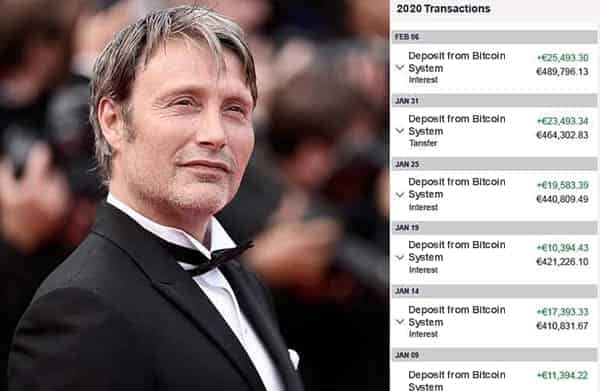 2020 Transactions
FEB 06
Deposit from Bitcoin +€25,493.30
System €489,796.13
Interest
JAN 31
Deposit from Bitcoin +€23,493.34
System €464,302.83
Tansfer
JAN 25
Deposit from Bitcoin +€19,583.39
System €440,809.49
Interest
JAN 19
Deposit from Bitcoin +€10,394.43
System €421,226.10
Interest
JAN 14
Deposit from Bitcoin +€17,393.33
System €410,831.67
Interest
JAN 09
Deposit from Bitcoin +€11,394.22
System